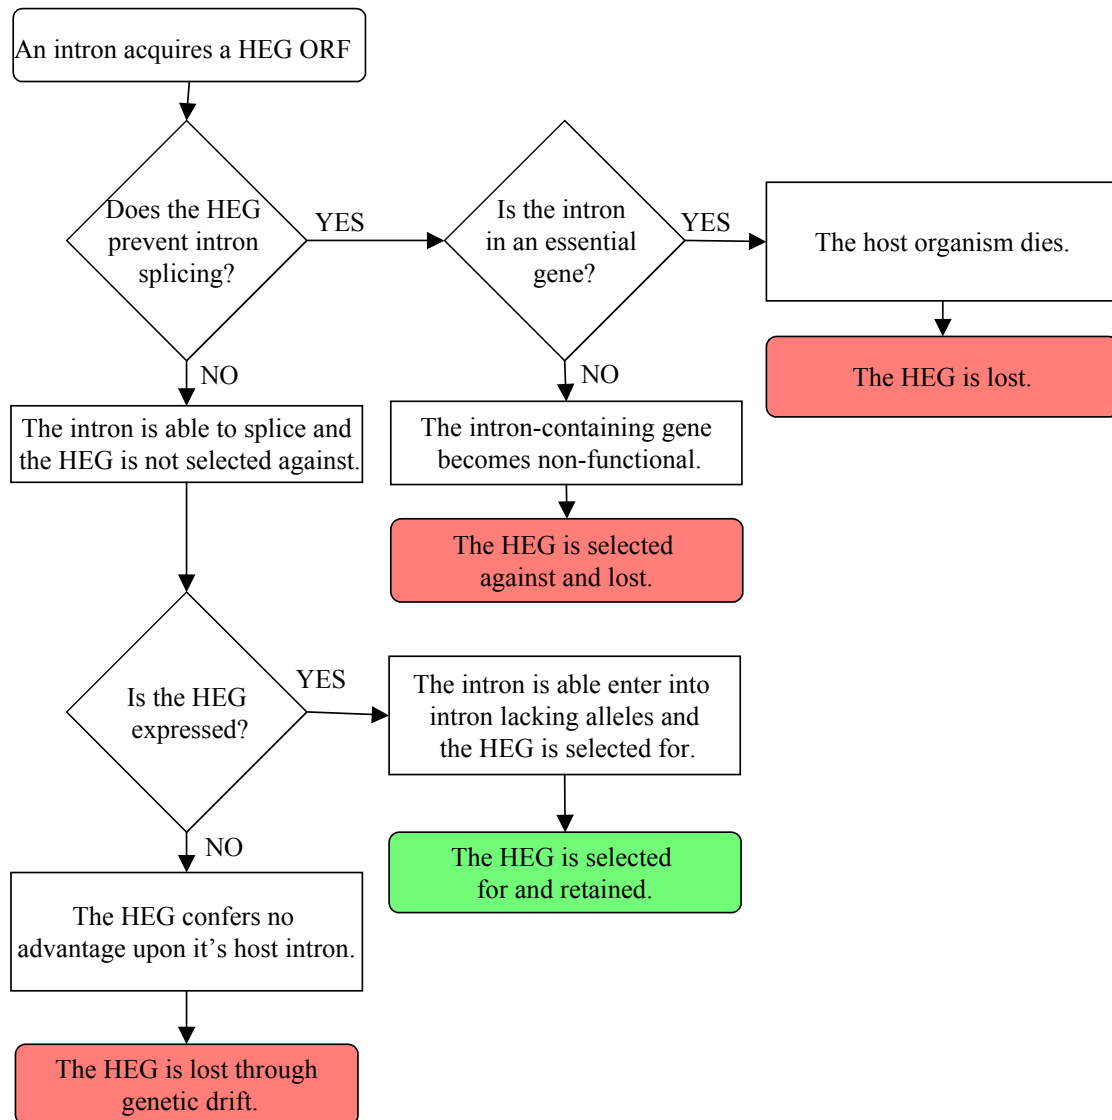 An intron acquires a HEG ORF
Does the HEG
prevent intron
splicing?
YES
Is the intron
in an essential
gene?
YES
The host organism dies.
The HEG is lost.
NO
NO
The intron is able to splice and
the HEG is not selected against.
The intron-containing gene
becomes non-functional.
The HEG is selected
against and lost.
Is the HEG
expressed?
YES
The intron is able enter into
intron lacking alleles and
the HEG is selected for.
NO
The HEG is selected
for and retained.
The HEG confers no
advantage upon it’s host intron.
The HEG is lost through
genetic drift.